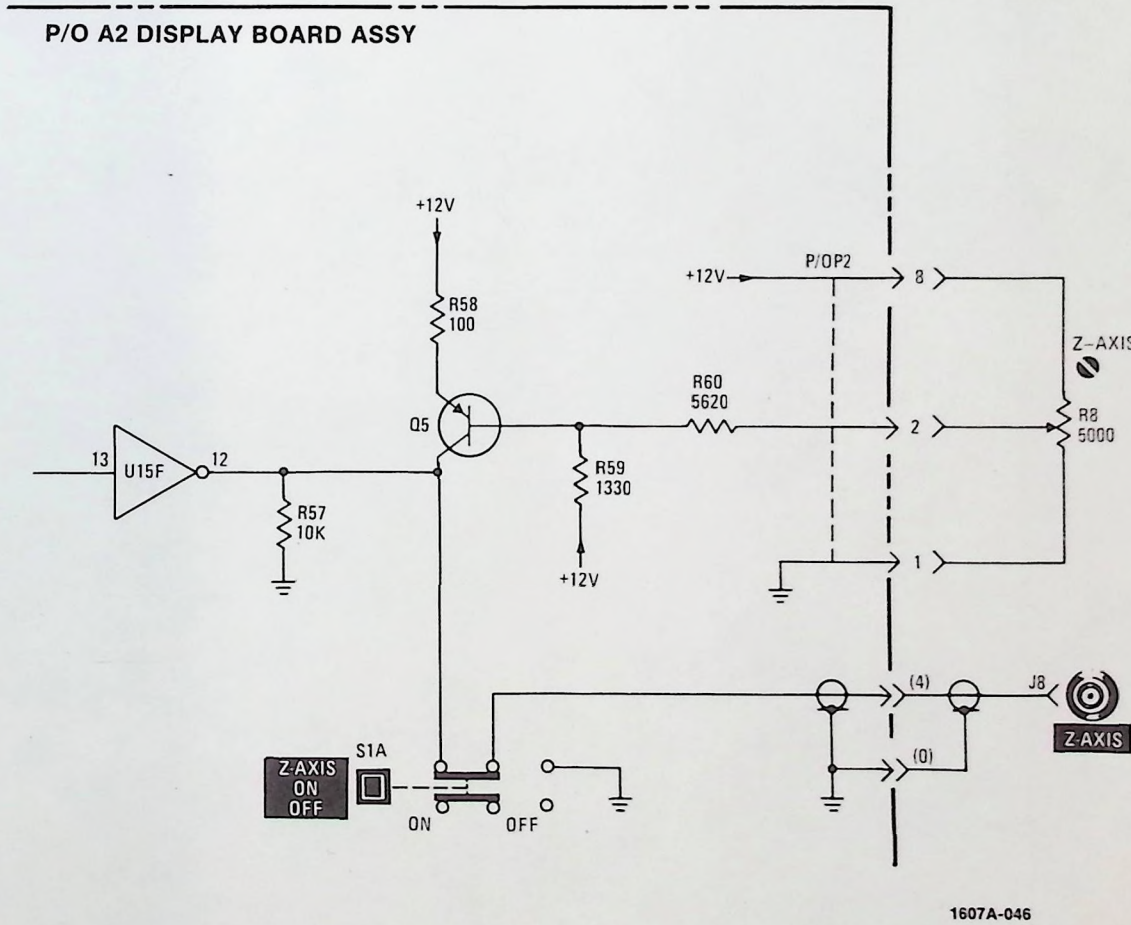 P/O A2 DISPLAY BOARD ASSY
+12V
R58
100
+12V
P/OP2
8
Z-AXIS
R60
5620
Q5
2
R8
5000
13
U15F
12
R59
1330
R57
10K
+12V
1
(4)
J8
Z-AXIS
(0)
S1A
Z-AXIS
ON
OFF
ON
OFF
1607A-046